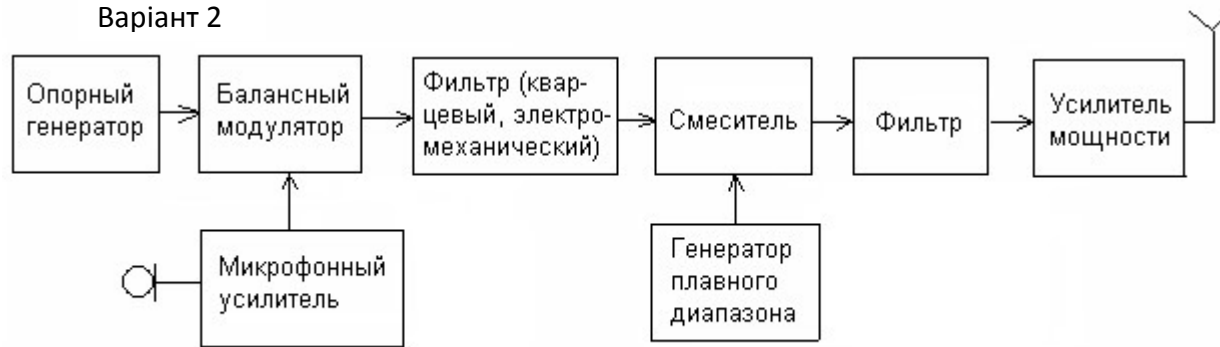 Варіант 2
Опорный
генератор
Балансный
модулятор
Фильтр (квар-
цевый, электро-
механический)
Смеситель
Фильтр
Усилитель
мощности
Микрофонный
усилитель
Генератор
плавного
диапазона